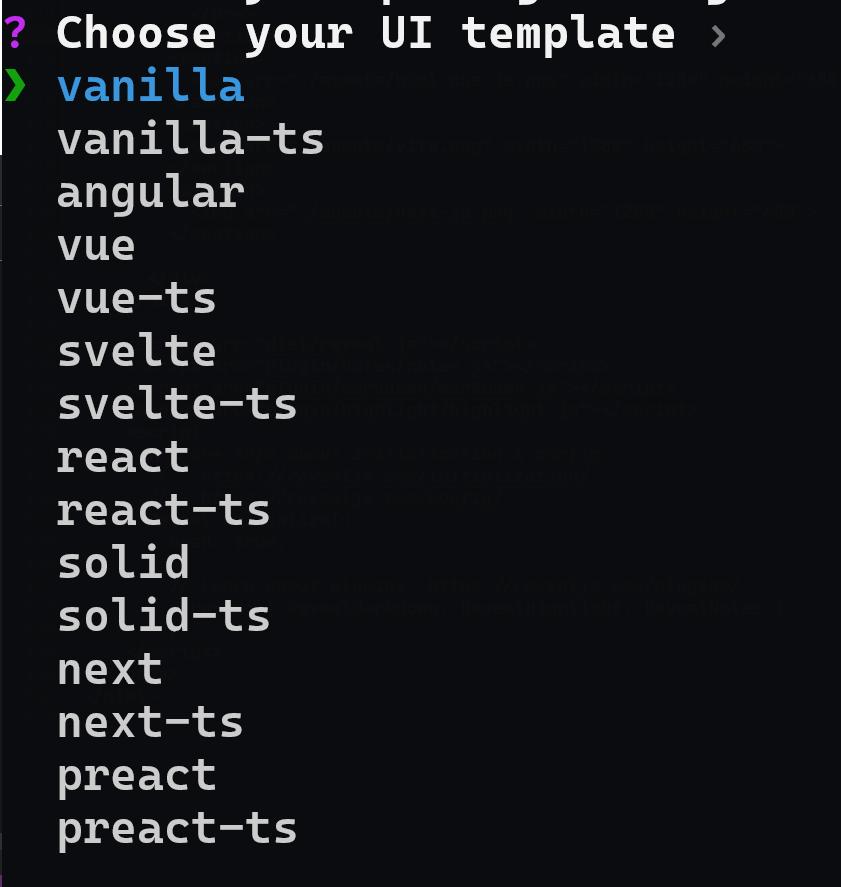 ? Choose your UI template ›
❯ vanilla
vanilla-ts
angular
vue
vue-ts
svelte
svelte-ts
react
react-ts
solid
solid-ts
next
next-ts
preact
preact-ts